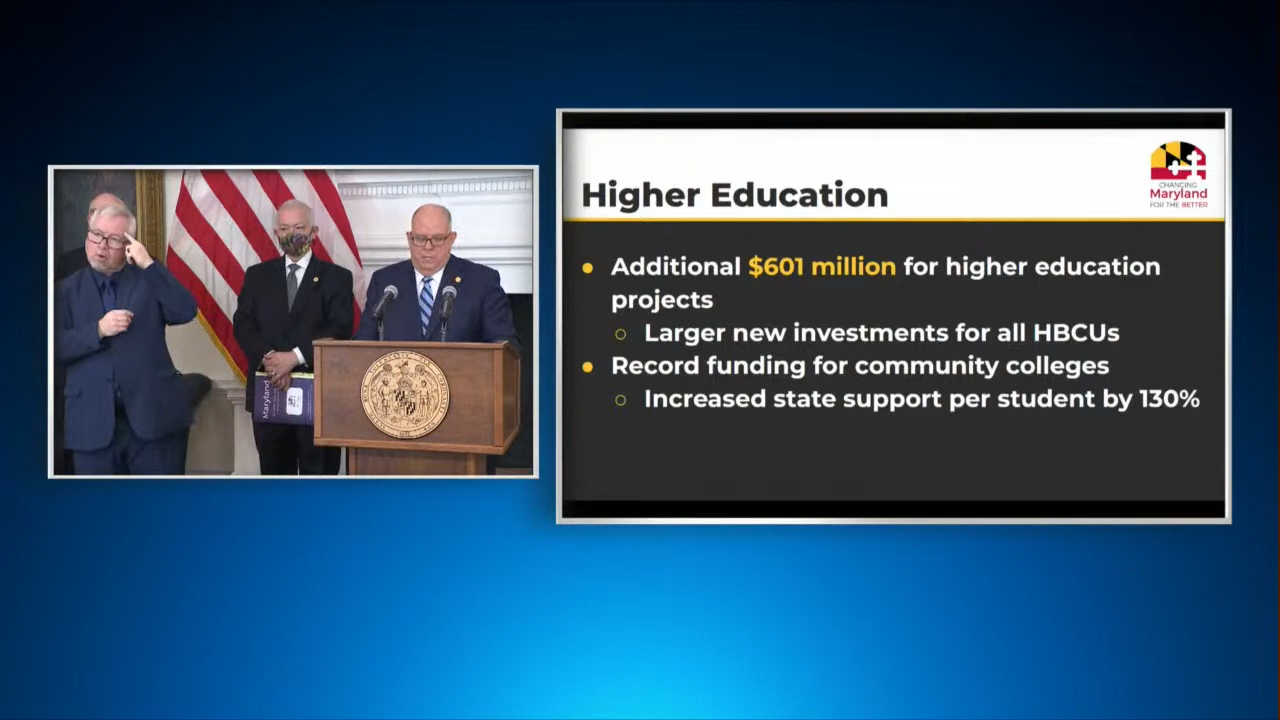 Higher Education
CHANGING
Maryland
FOR THE BETTER
Additional $601 million for higher education
projects
Larger new investments for all HBCUs
Record funding for community colleges
Increased state support per student by 130%
Maryland